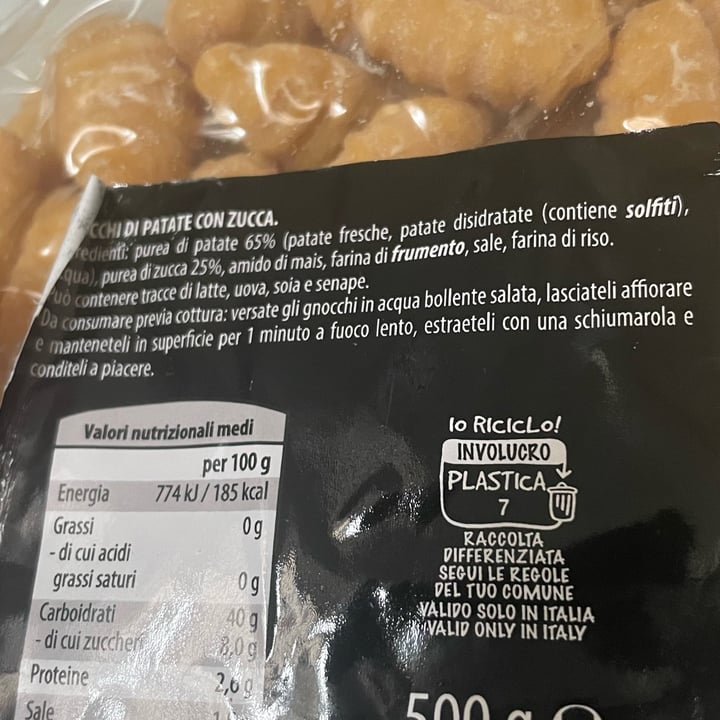 CCHI DI PATATE CON ZUCCA.
redienti: purea di patate 65% (patate fresche, patate disidratate (contiene solfiti),
qua), purea di zucca 25%, amido di mais, farina di frumento, sale, farina di riso.
uò contenere tracce di latte, uova, soia e senape.
Da consumare previa cottura: versate gli gnocchi in acqua bollente salata, lasciateli affiorare
e manteneteli in superficie per 1 minuto a fuoco lento, estraeteli con una schiumarola e
conditeli a piacere.
Valori nutrizionali medi
per 100 g
Energia 774 kJ / 185 kcal
Grassi 0 g
- di cui acidi
grassi saturi 0 g
Carboidrati 40 g
- di cui zuccheri 8,0 g
Proteine 2,6 g
Sale
IO RICICLO!
INVOLUCRO
PLASTICA
7
RACCOLTA
DIFFERENZIATA
SEGUI LE REGOLE
DEL TUO COMUNE
VALIDO SOLO IN ITALIA
VALID ONLY IN ITALY
500 g